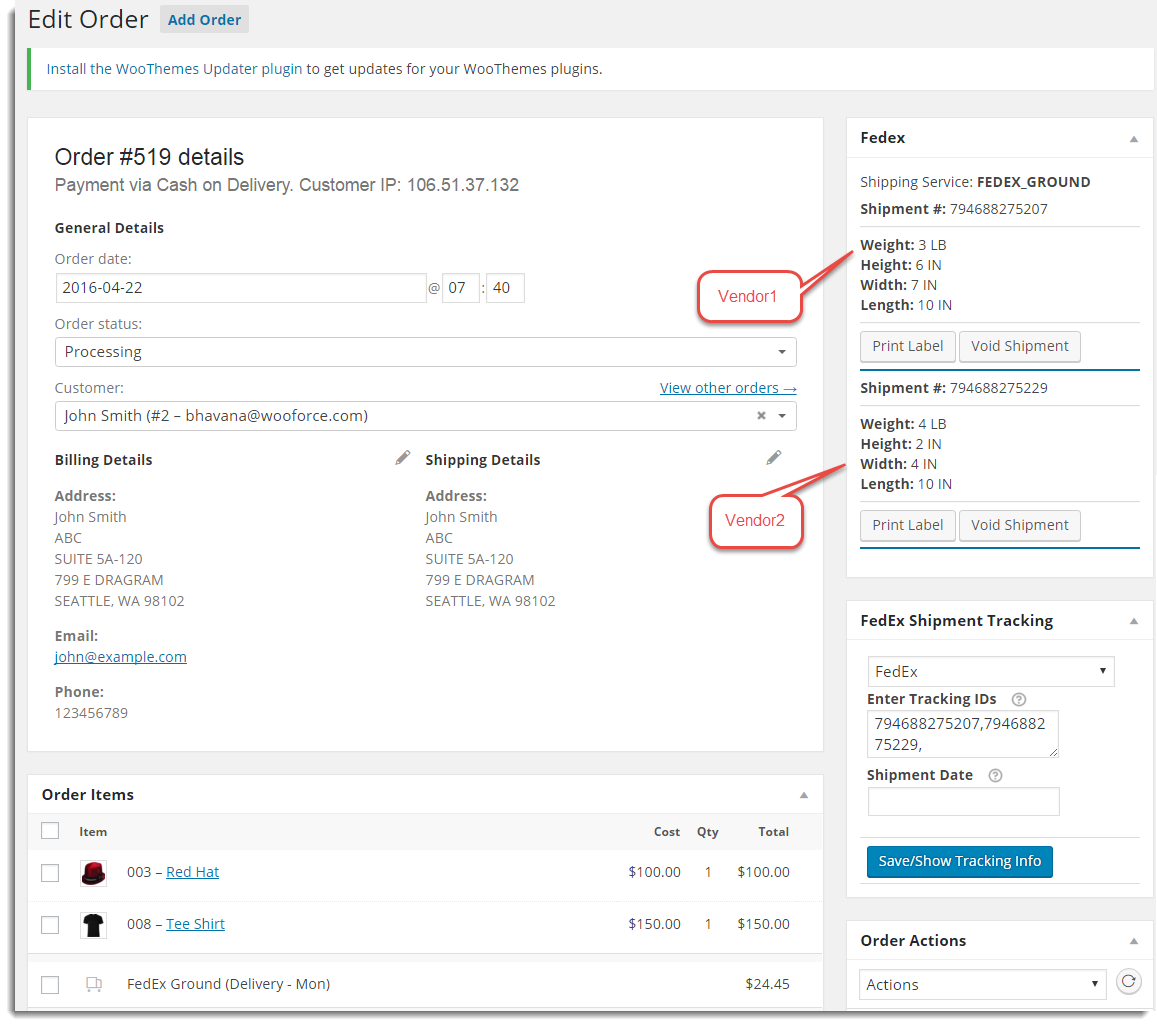 Edit Order Add Order
Install the WooThemes Updater plugin to get updates for your WooThemes plugins.
Order #519 details
Payment via Cash on Delivery. Customer IP: 106.51.37.132
General Details
Order date:
2016-04-22 @ 07 : 40
Order status:
Processing
Customer: View other orders →
John Smith (#2 – bhavana@wooforce.com) ✖
Billing Details
Address:
John Smith
ABC
SUITE 5A-120
799 E DRAGRAM
SEATTLE, WA 98102
Email:
john@example.com
Phone:
123456789
Shipping Details
Address:
John Smith
ABC
SUITE 5A-120
799 E DRAGRAM
SEATTLE, WA 98102
Vendor1
Vendor2
Order Items
Item Cost Qty Total
003 – Red Hat $100.00 1 $100.00
008 – Tee Shirt $150.00 1 $150.00
FedEx Ground (Delivery - Mon) $24.45
Fedex
Shipping Service: FEDEX_GROUND
Shipment #: 794688275207
Weight: 3 LB
Height: 6 IN
Width: 7 IN
Length: 10 IN
Print Label Void Shipment
Shipment #: 794688275229
Weight: 4 LB
Height: 2 IN
Width: 4 IN
Length: 10 IN
Print Label Void Shipment
FedEx Shipment Tracking
FedEx
Enter Tracking IDs ?
794688275207,7946882
75229,
Shipment Date ?
Save/Show Tracking Info
Order Actions
Actions